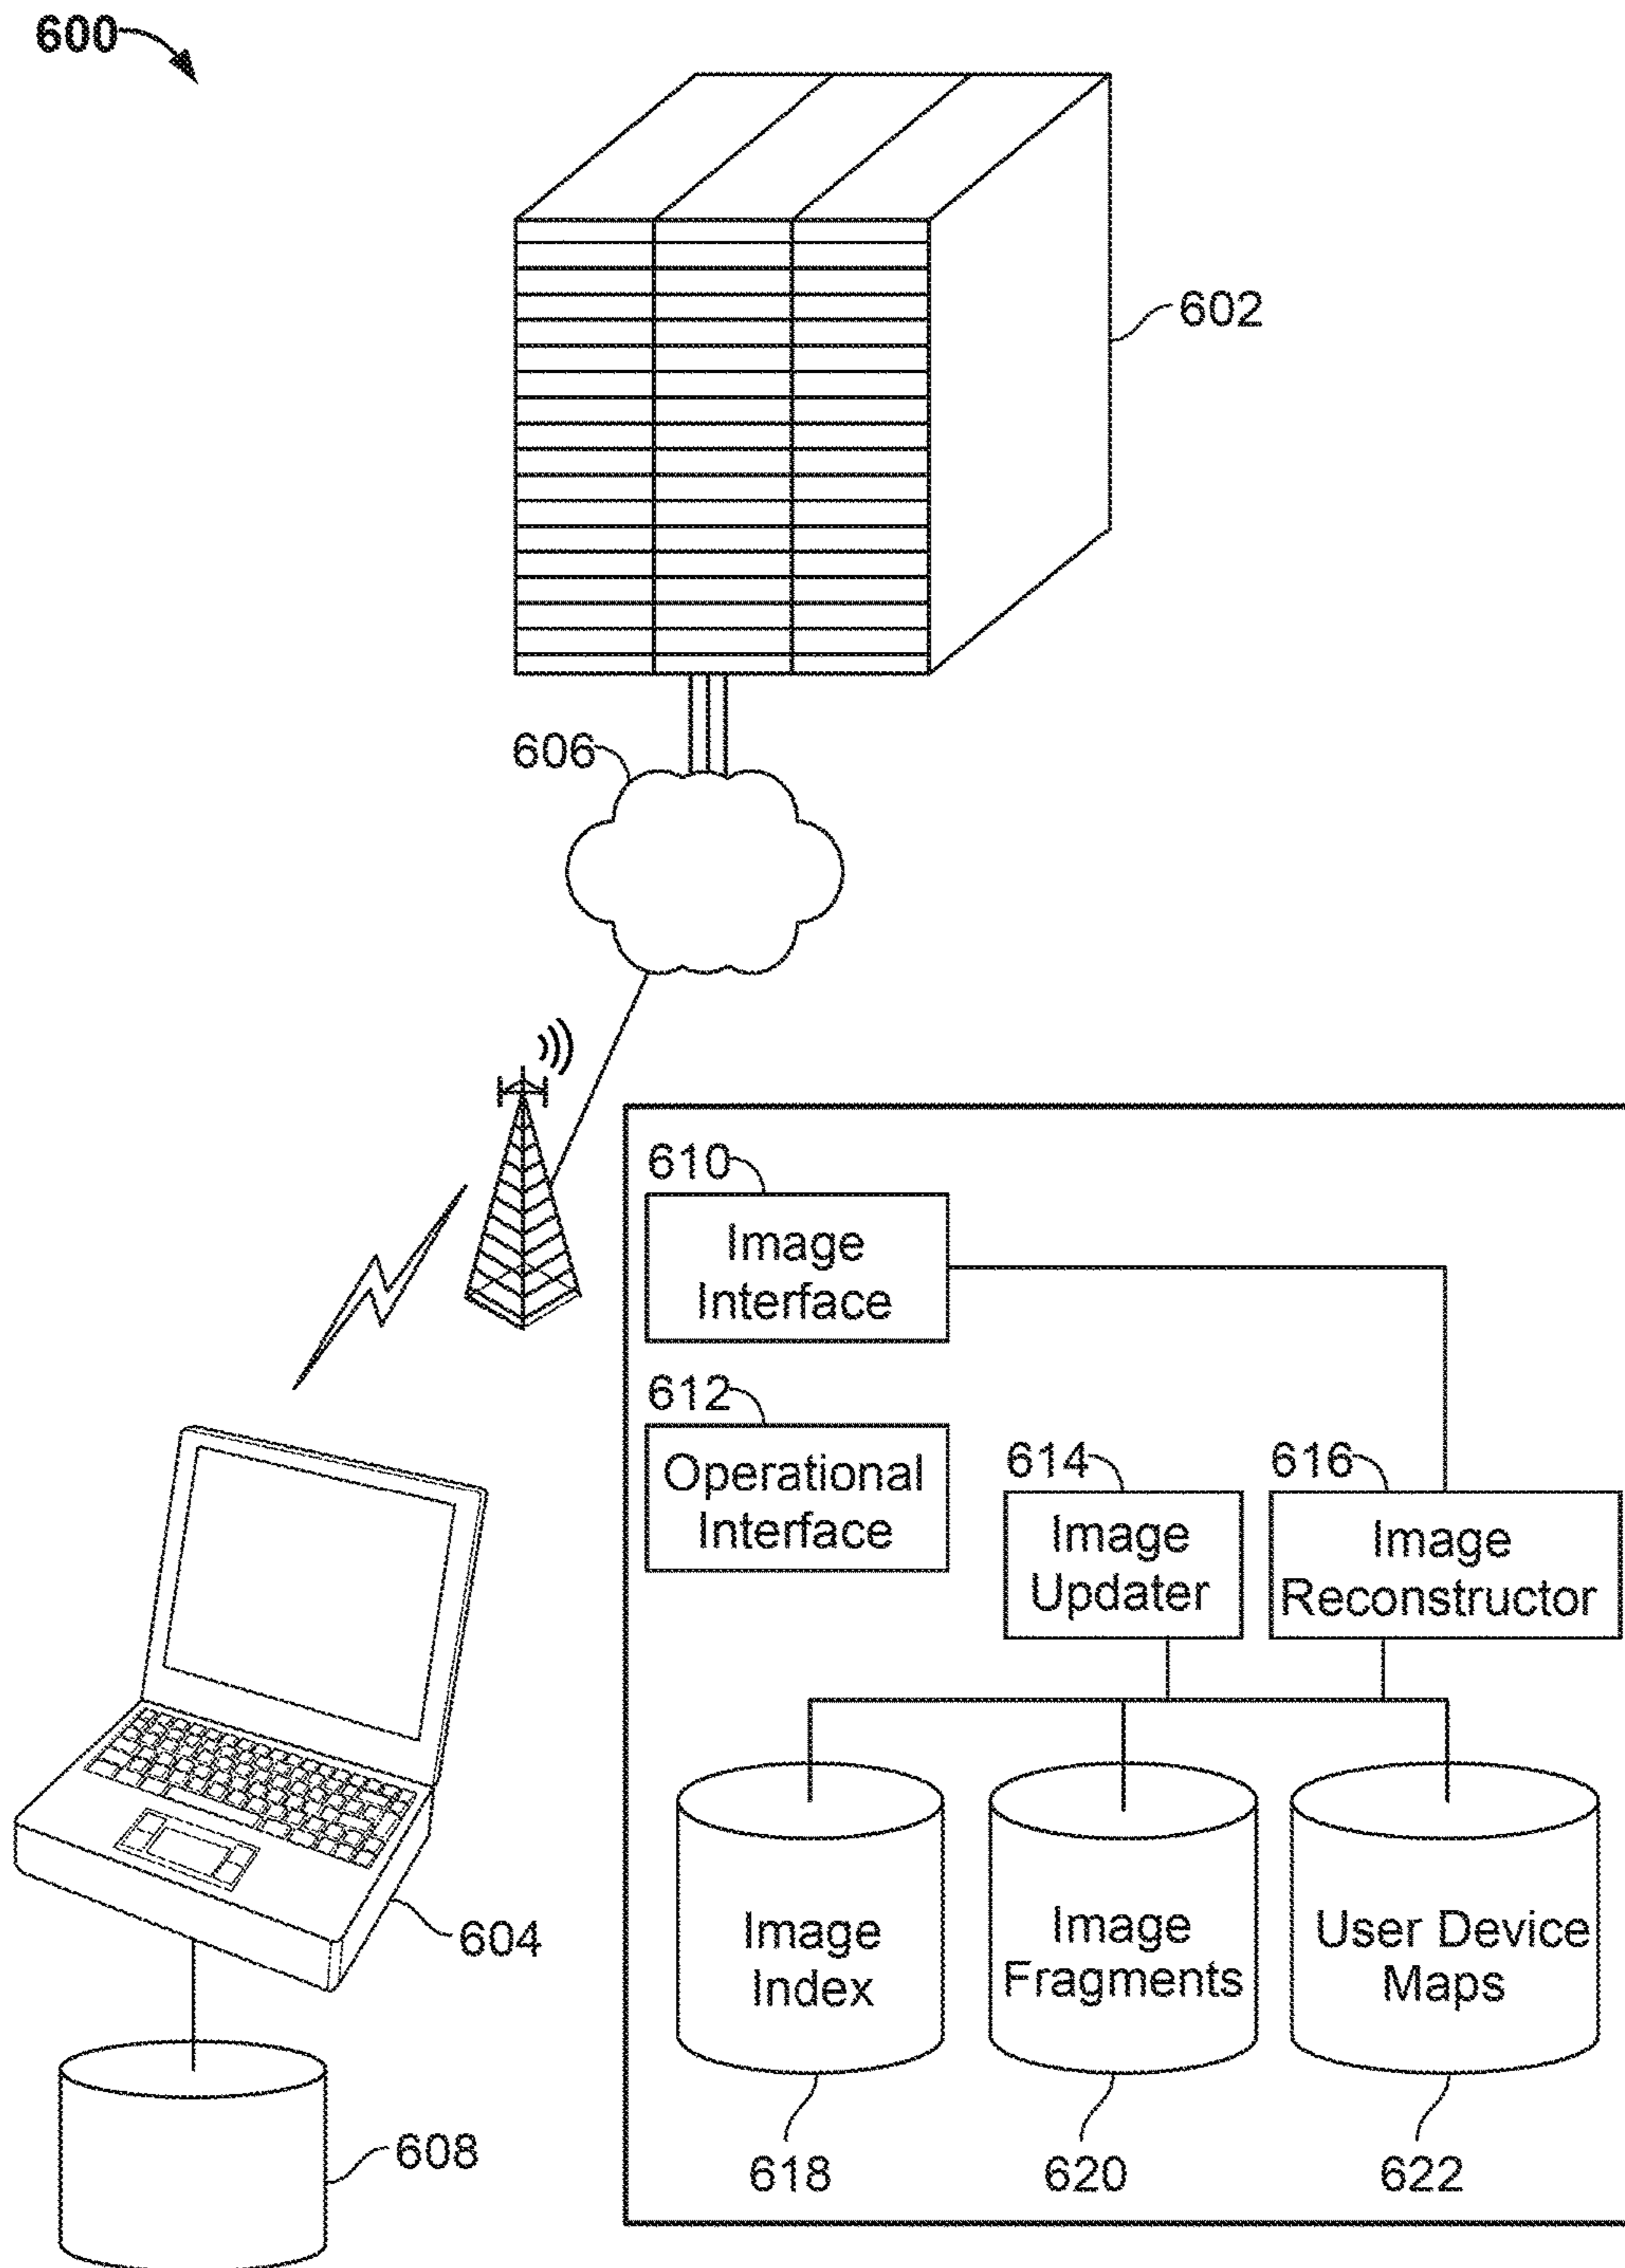 600
602
606
610
Image
Interface
612
Operational
Interface
614
Image
Updater
616
Image
Reconstructor
604
Image
Index
Image
Fragments
User Device
Maps
608
618
620
622